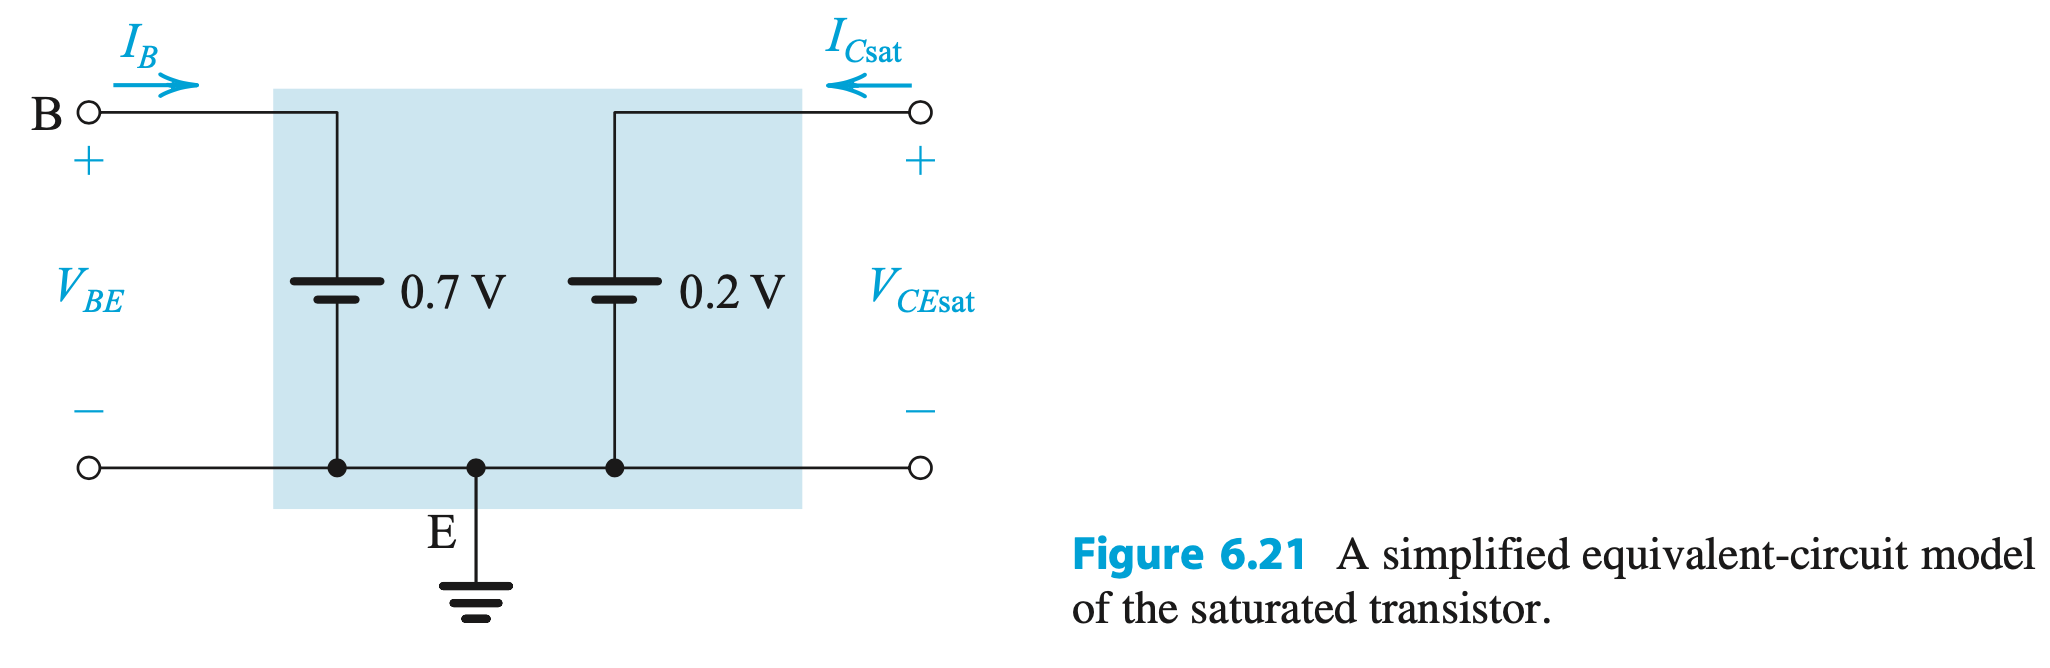 I_B
I_Csat
B
+
+
V_BE
0.7 V
0.2 V
V_CEsat
−
−
E
Figure 6.21 A simplified equivalent-circuit model
of the saturated transistor.